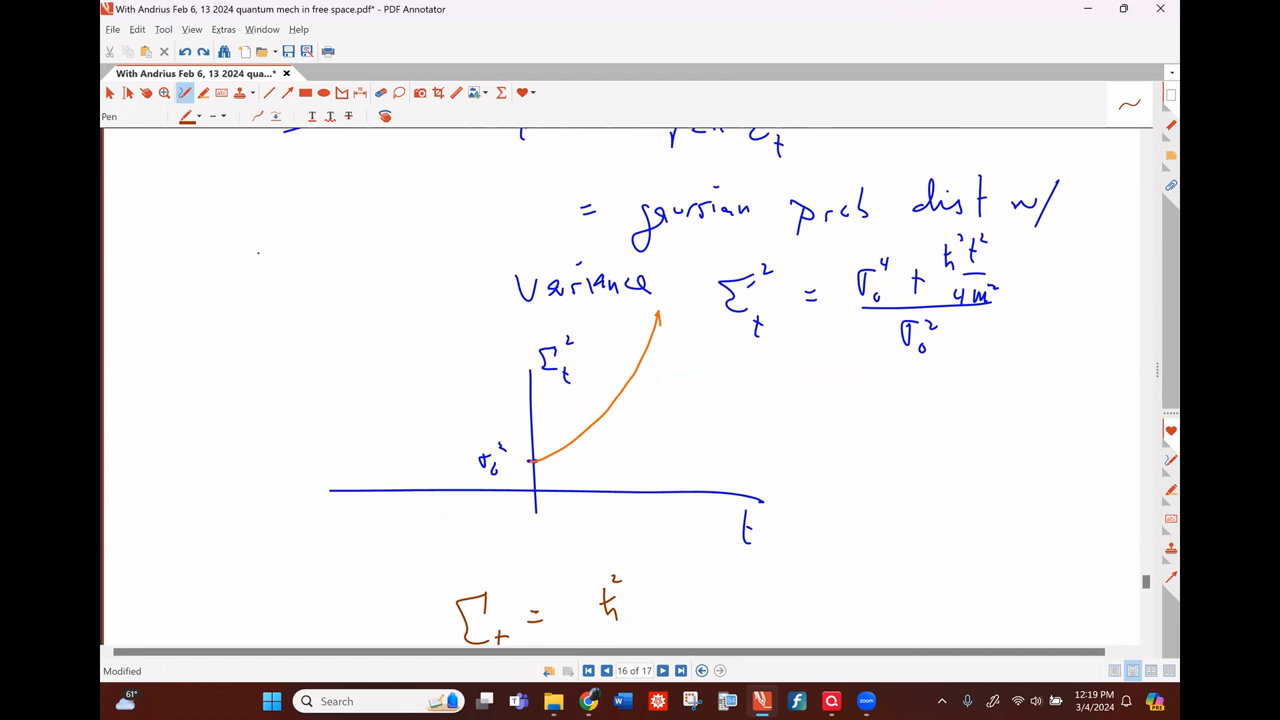 With Andrius Feb 6, 13 2024 quantum mech in free space.pdf* - PDF Annotator
File Edit Tool View Extras Window Help
With Andrius Feb 6, 13 2024 qua...*
Pen
= gaussian prob dist w/
variance Σ_t^2 = (σ_0^4 + ħ^2 t^2 / 4m^2) / σ_0^2
Σ_t^2
σ_0^2
t
Σ_t = ħ^2
Modified
16 of 17
61°
Search
12:19 PM
3/4/2024